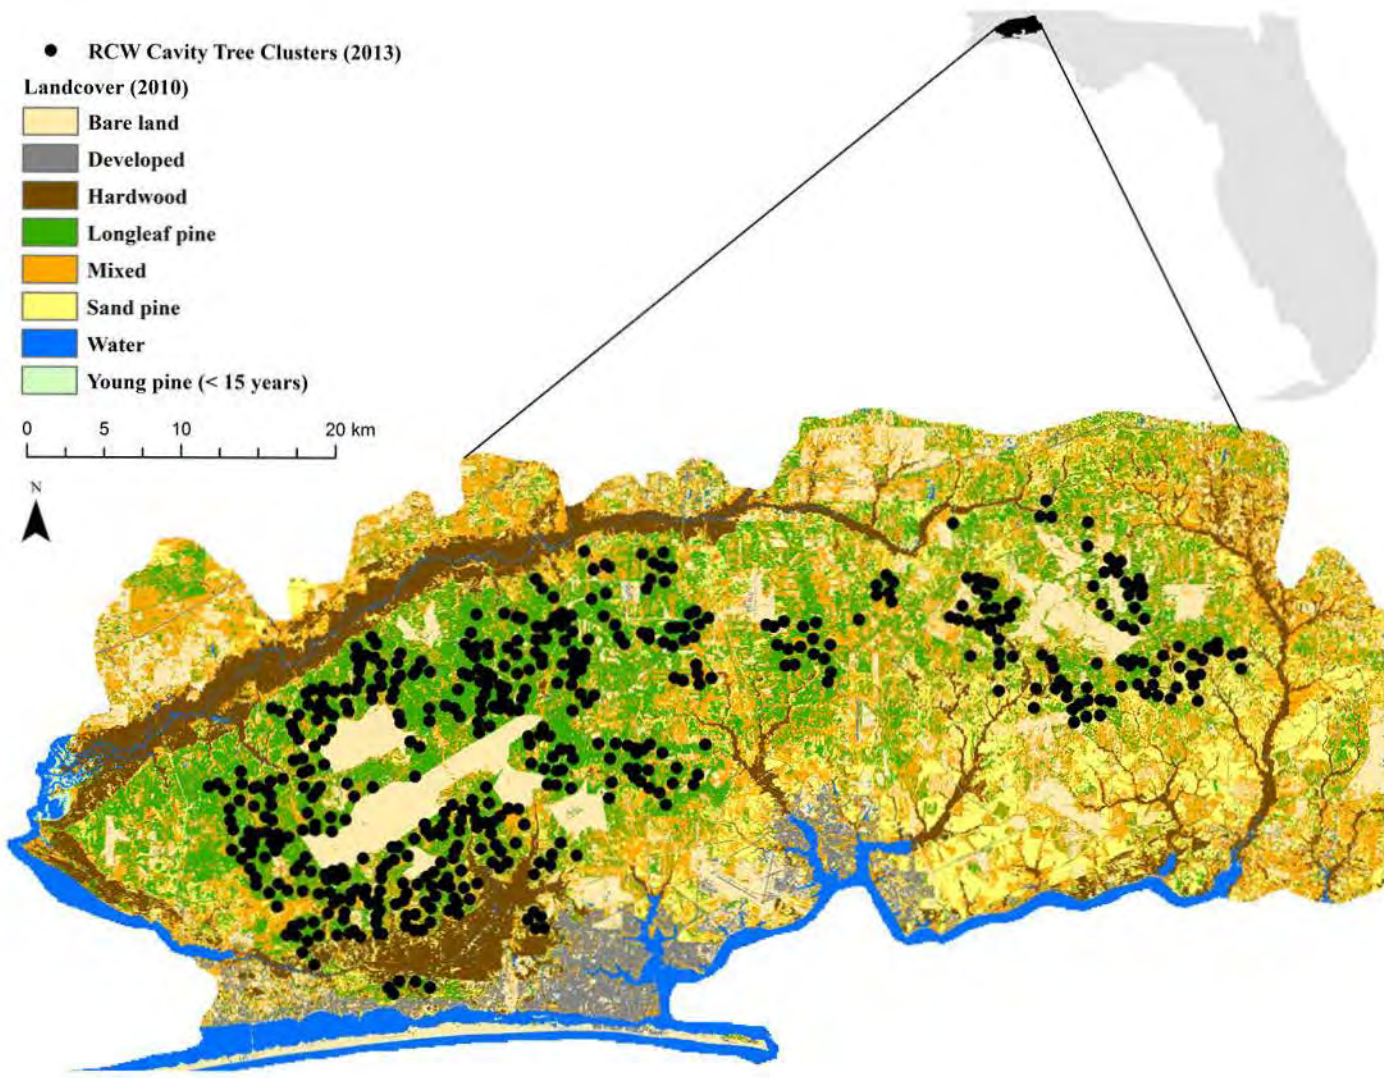 RCW Cavity Tree Clusters (2013)
Landcover (2010)
Bare land
Developed
Hardwood
Longleaf pine
Mixed
Sand pine
Water
Young pine (< 15 years)
0 5 10 20 km
N